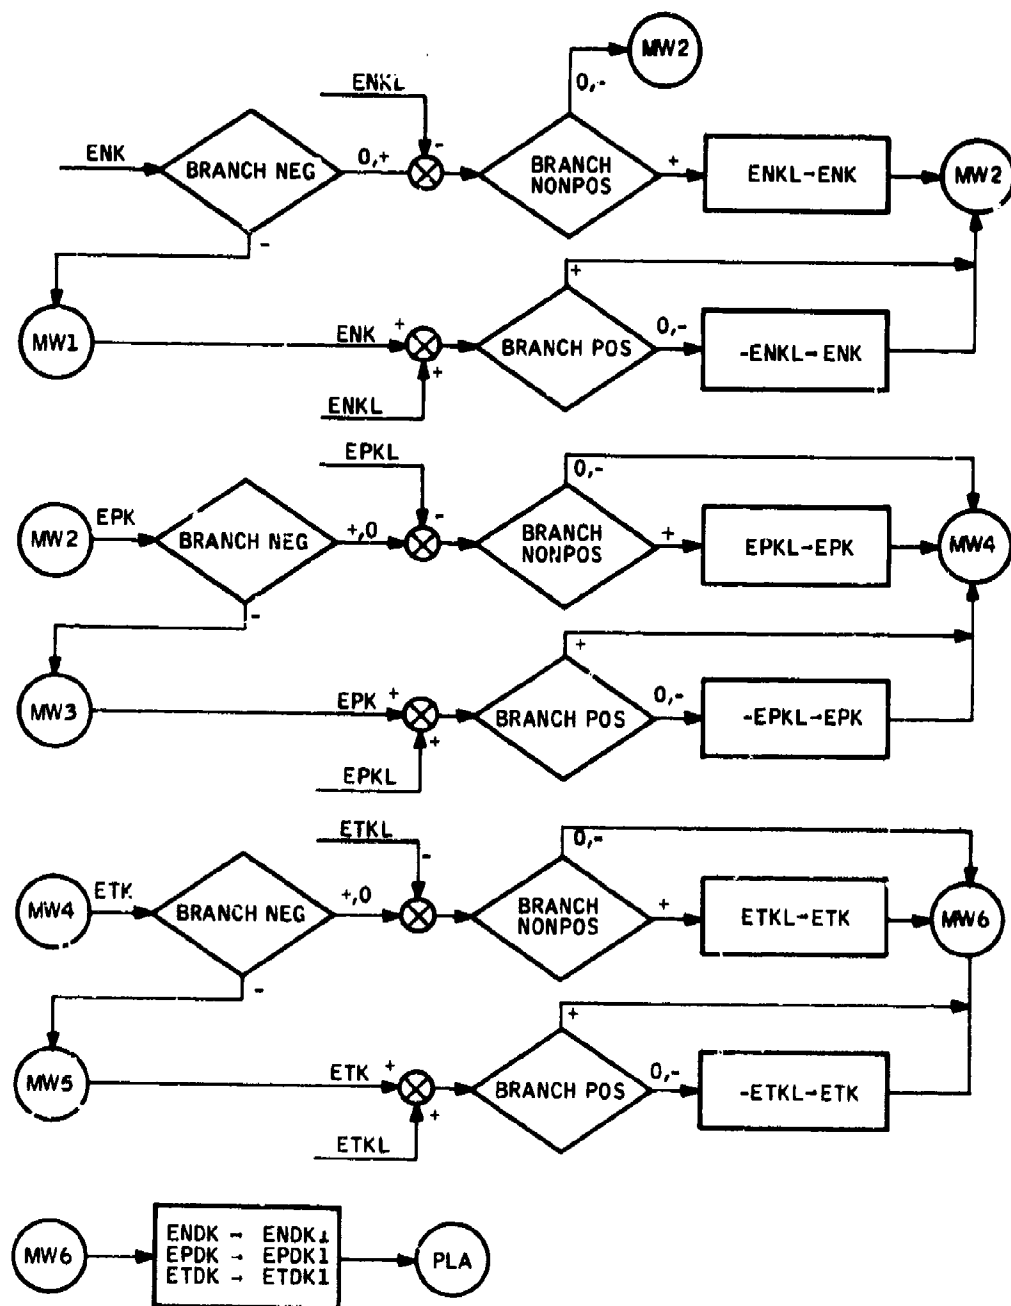 MW2
0,-
ENKL
ENK
BRANCH NEG
0,+
-
BRANCH
NONPOS
+
ENKL→ENK
MW2
-
+
MW1
ENK
+
BRANCH POS
0,-
-ENKL→ENK
+
ENKL
EPKL
0,-
MW2
EPK
BRANCH NEG
+,0
-
BRANCH
NONPOS
+
EPKL→EPK
MW4
-
+
MW3
EPK
+
BRANCH POS
0,-
-EPKL→EPK
+
EPKL
ETKL
0,-
MW4
ETK
BRANCH NEG
+,0
-
BRANCH
NONPOS
+
ETKL→ETK
MW6
-
+
MW5
ETK
+
BRANCH POS
0,-
-ETKL→ETK
+
ETKL
MW6
ENDK → ENDK1
EPDK → EPDK1
ETDK → ETDK1
PLA